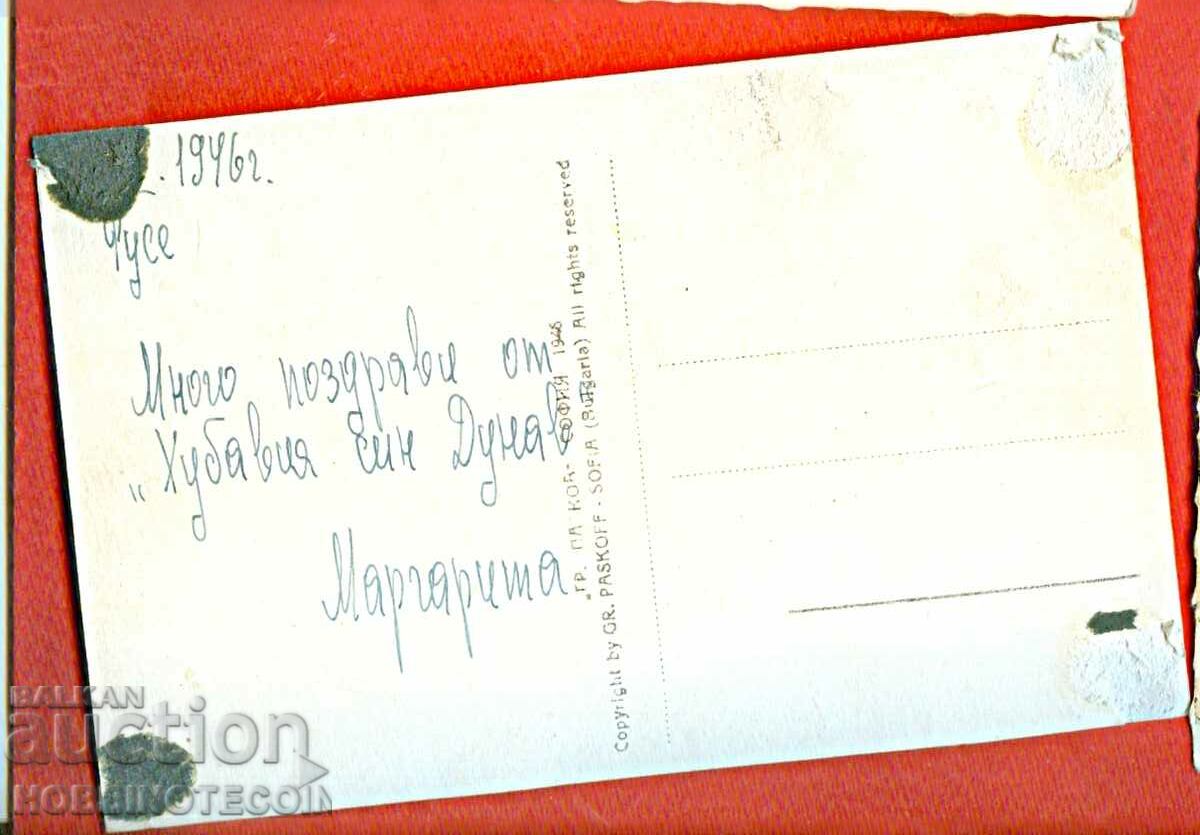 . 1946г.
Русе
Много поздрави от
„Хубавия син Дунав
Маргарита
ГР. ПАСКОВ - СОФИЯ 1946
Copyright by GR. PASKOFF - SOFIA (Bulgaria) All rights reserved
BALKAN
auction
HOBBINOTECOIN